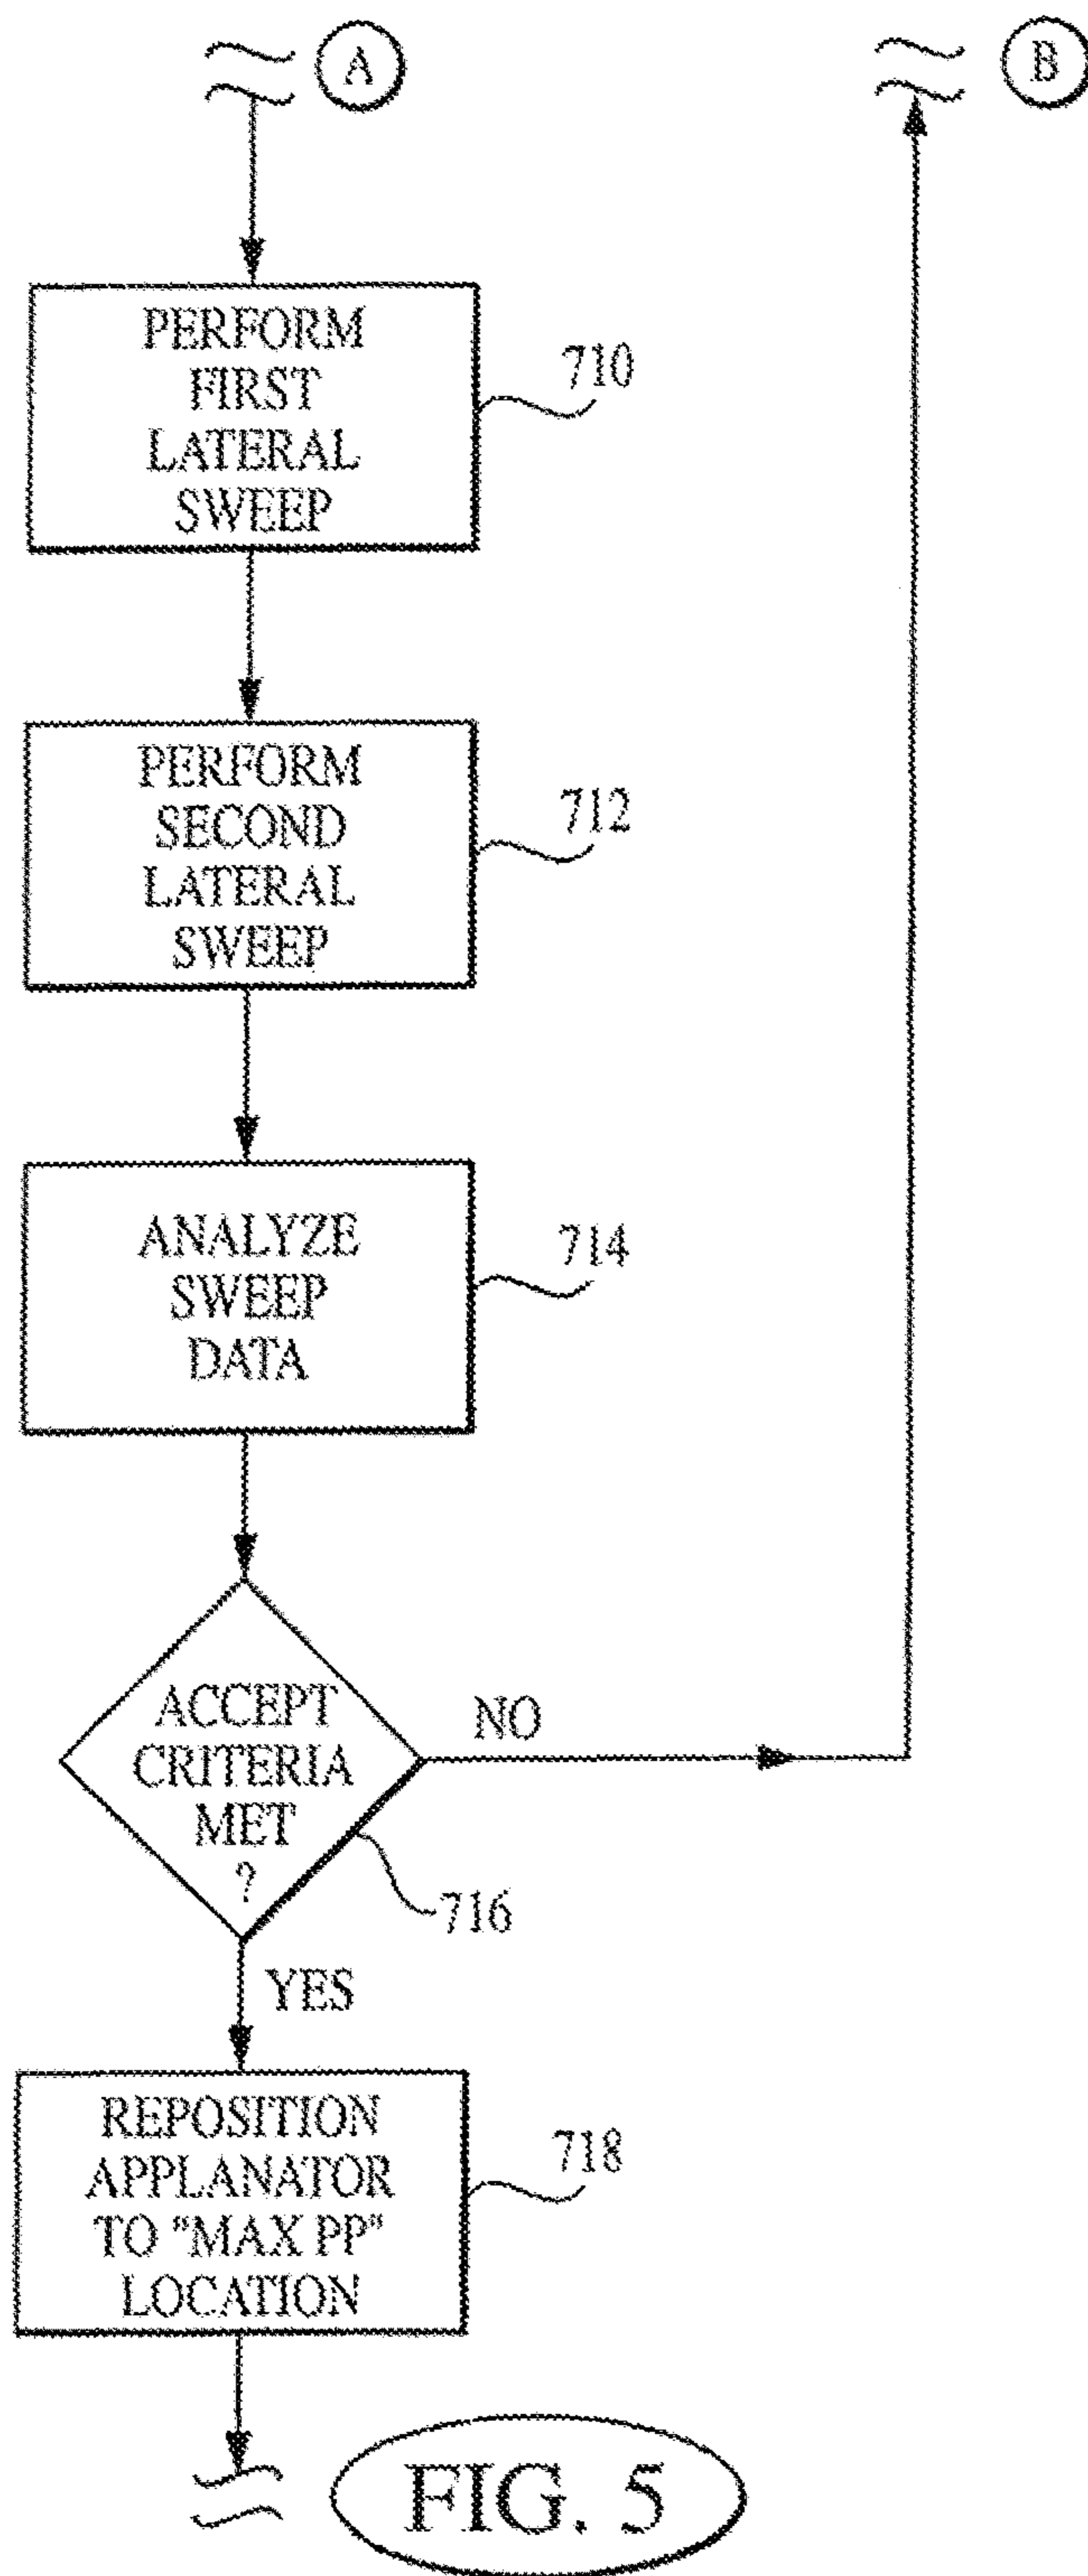 A
B
PERFORM
FIRST
LATERAL
SWEEP
710
PERFORM
SECOND
LATERAL
SWEEP
712
ANALYZE
SWEEP
DATA
714
ACCEPT
CRITERIA
MET
?
NO
716
YES
REPOSITION
APPLANATOR
TO "MAX PP"
LOCATION
718
FIG. 5